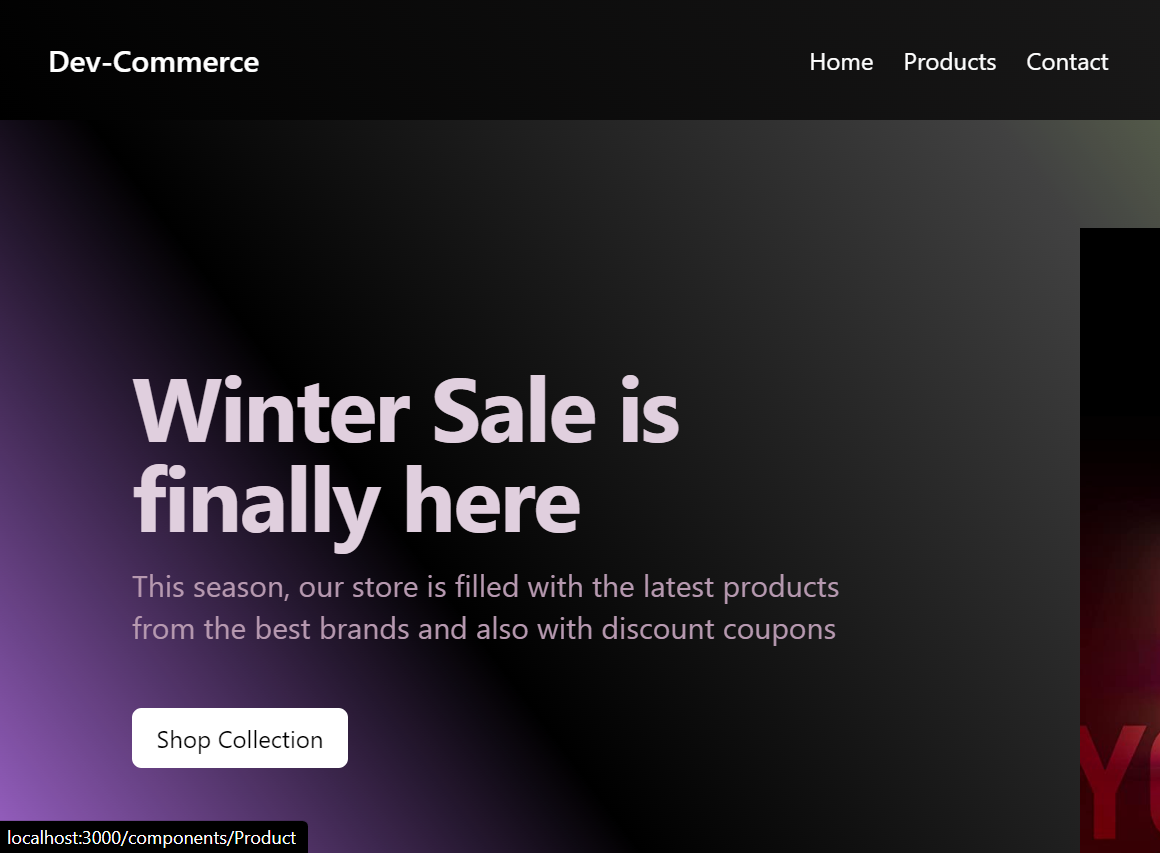 Dev-Commerce
Home Products Contact
Winter Sale is
finally here
This season, our store is filled with the latest products
from the best brands and also with discount coupons
Shop Collection
localhost:3000/components/Product